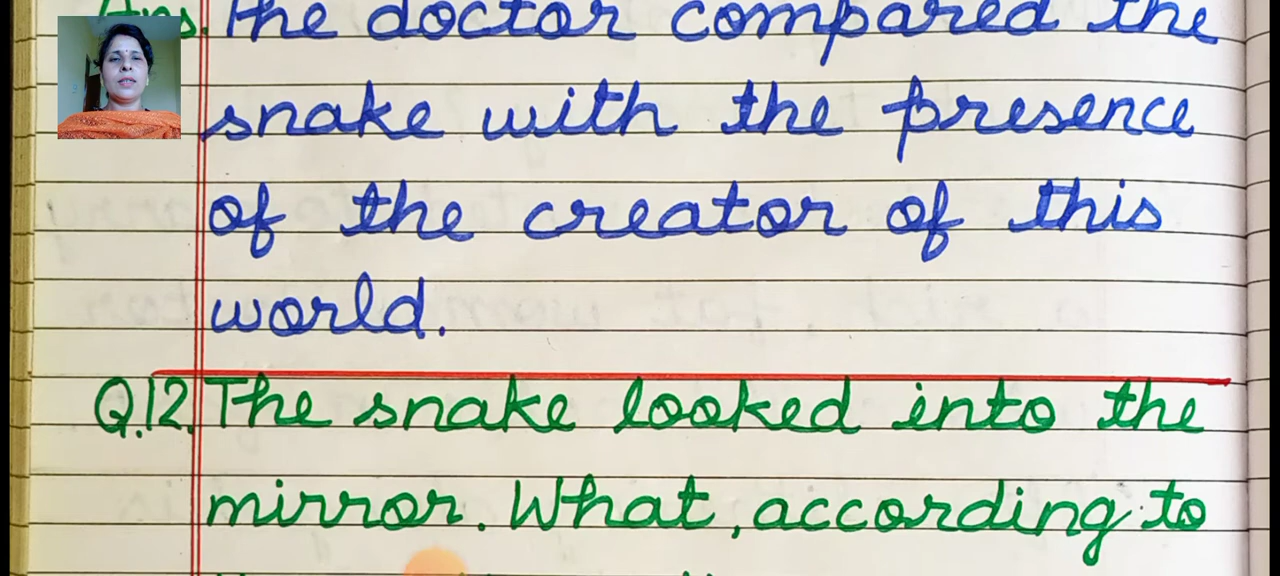 Ans. The doctor compared the
snake with the presence
of the creator of this
world.
Q.12. The snake looked into the
mirror. What, according to